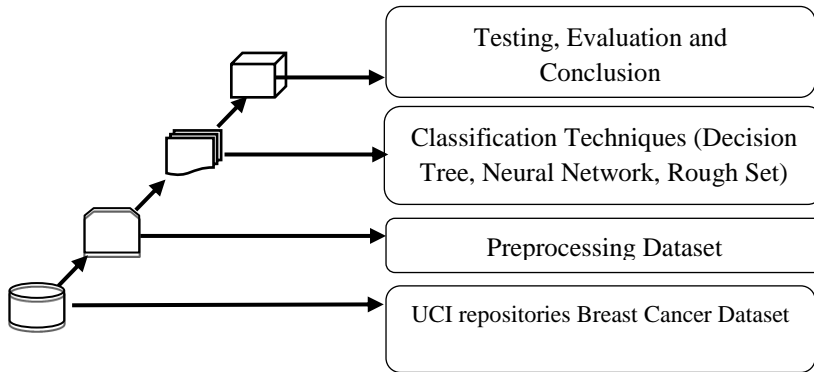 Testing, Evaluation and
Conclusion
Classification Techniques (Decision
Tree, Neural Network, Rough Set)
Preprocessing Dataset
UCI repositories Breast Cancer Dataset